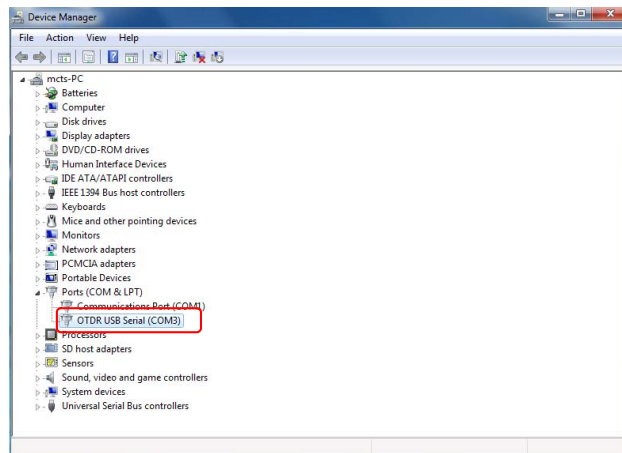 Device Manager
File Action View Help
mcts-PC
Batteries
Computer
Disk drives
Display adapters
DVD/CD-ROM drives
Human Interface Devices
IDE ATA/ATAPI controllers
IEEE 1394 Bus host controllers
Keyboards
Mice and other pointing devices
Monitors
Network adapters
PCMCIA adapters
Portable Devices
Ports (COM & LPT)
Communications Port (COM1)
OTDR USB Serial (COM3)
Processors
SD host adapters
Sensors
Sound, video and game controllers
System devices
Universal Serial Bus controllers